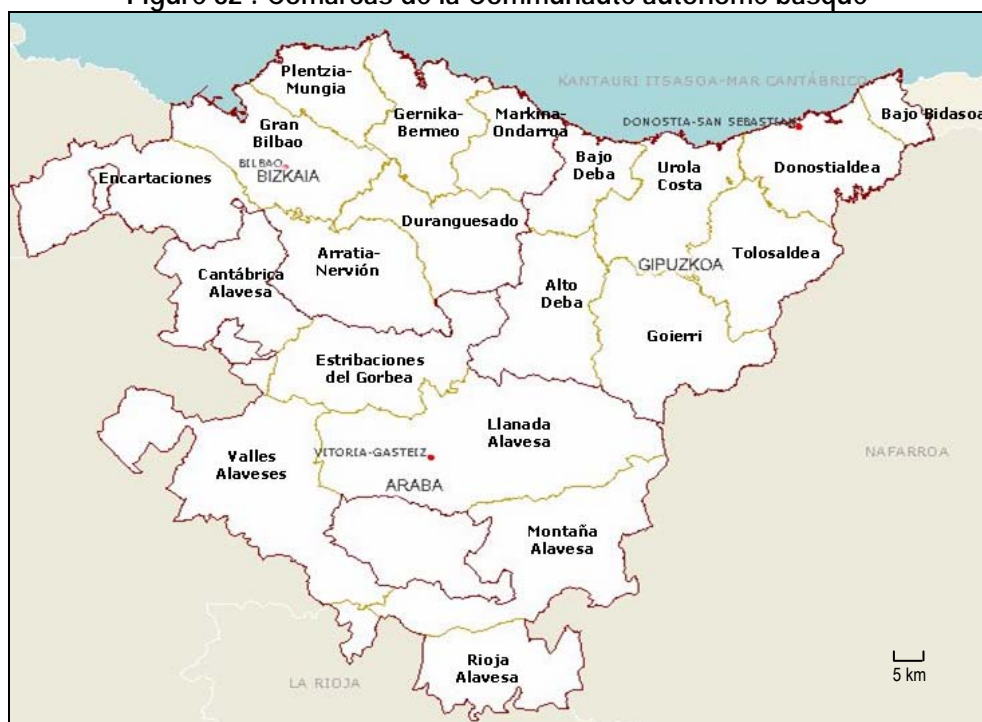 Figure 62 : Comarcas de la Communauté autonome basque
Plentzia-
Mungia
KANTAURI ITSASOA-MAR CANTÁBRICO
Gernika-
Bermeo
Markina-
Ondarroa
DONOSTIA-SAN SEBASTIAN
Bajo Bidasoa
Gran
Bilbao
BILBAO
BIZKAIA
Bajo
Deba
Urola
Costa
Donostialdea
Encartaciones
Duranguesado
Arratia-
Nervión
Cantábrica
Alavesa
GIPUZKOA
Tolosaldea
Alto
Deba
Goierri
Estribaciones
del Gorbea
Llanada
Alavesa
Valles
Alaveses
VITORIA-GASTEIZ
ARABA
NAFARROA
Montaña
Alavesa
Rioja
Alavesa
LA RIOJA
5 km